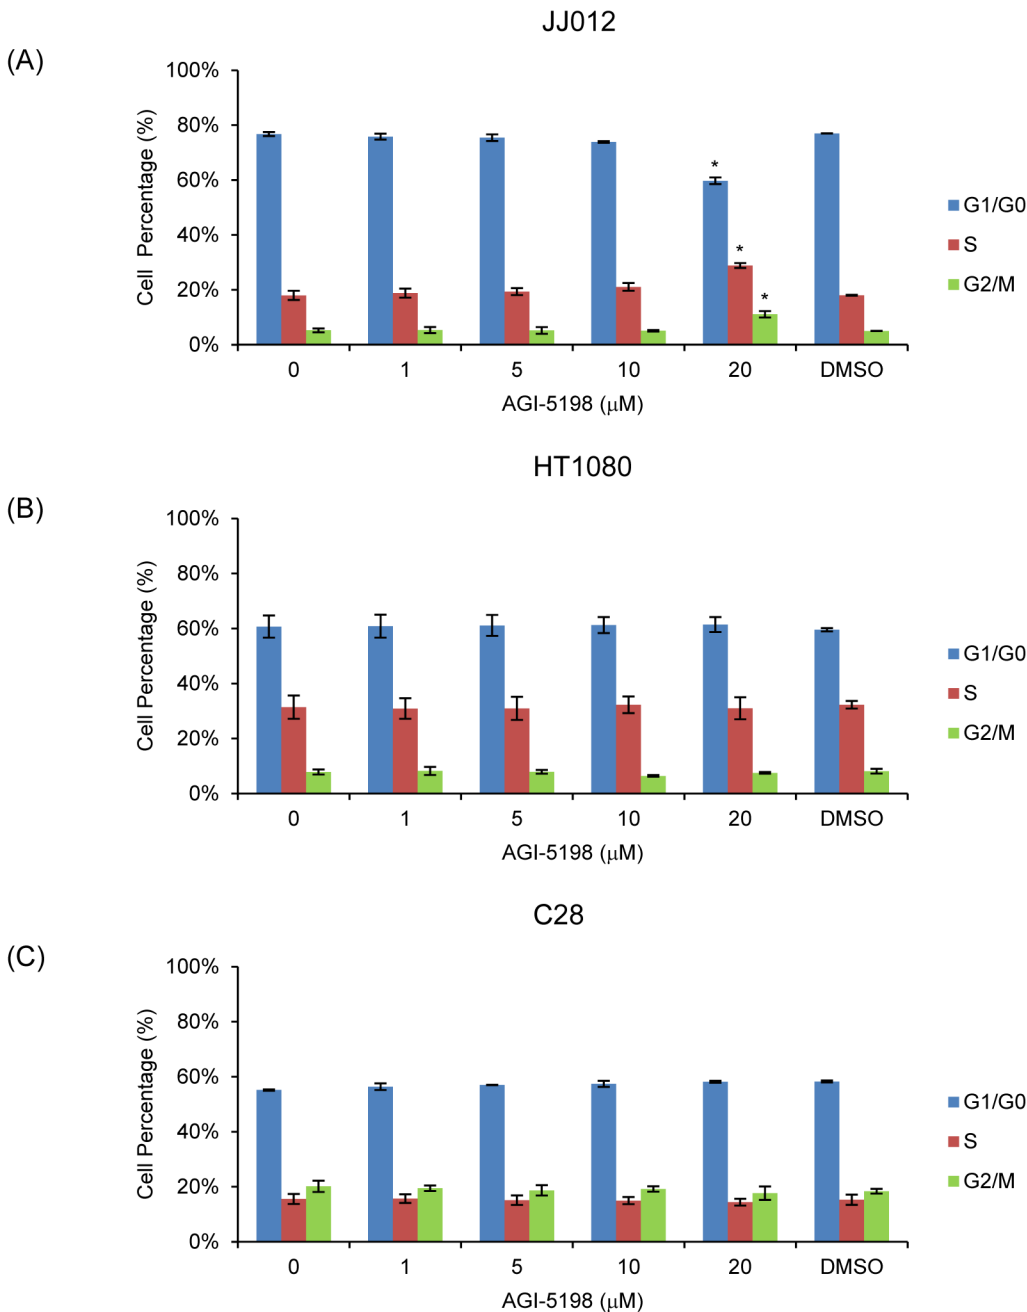 JJ012
(A)
100%
80%
60%
40%
20%
0%
Cell Percentage (%)
*
*
*
G1/G0
S
G2/M
0 1 5 10 20 DMSO
AGI-5198 (μM)
HT1080
(B)
100%
80%
60%
40%
20%
0%
Cell Percentage (%)
G1/G0
S
G2/M
0 1 5 10 20 DMSO
AGI-5198 (μM)
C28
(C)
100%
80%
60%
40%
20%
0%
Cell Percentage (%)
G1/G0
S
G2/M
0 1 5 10 20 DMSO
AGI-5198 (μM)